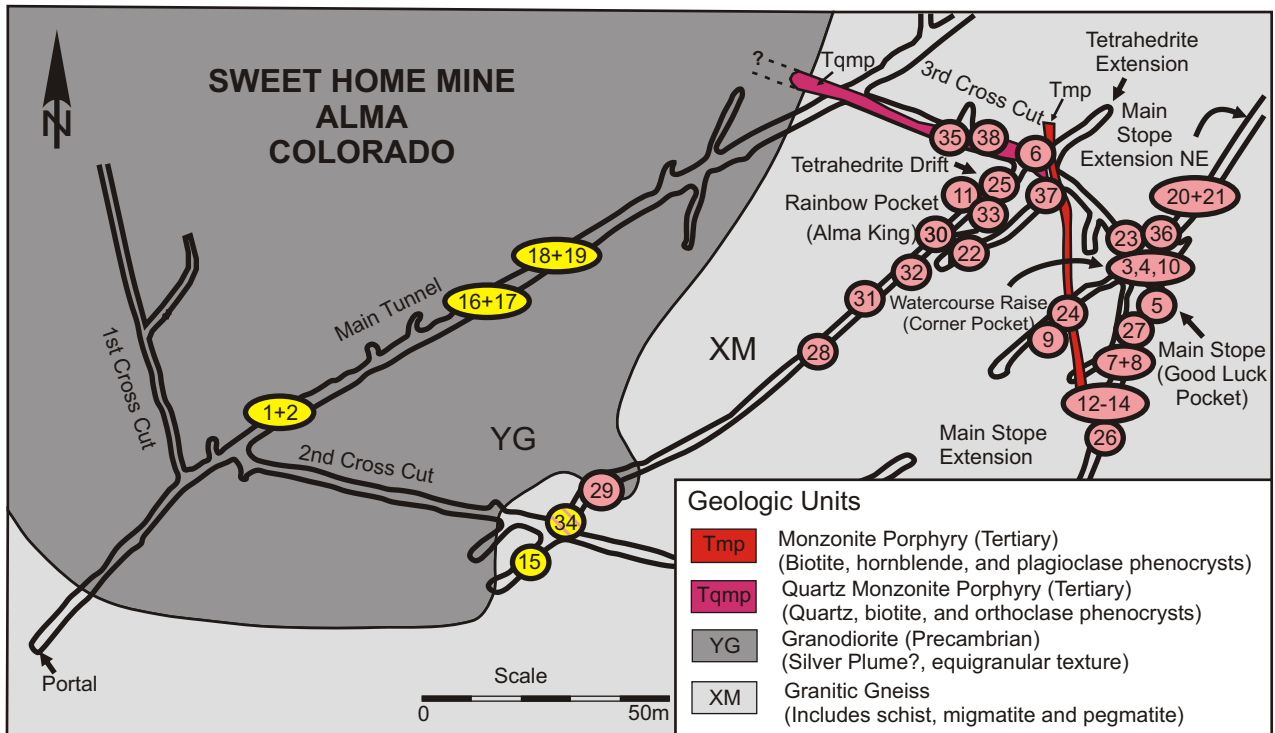 SWEET HOME MINE
ALMA
COLORADO
N
?
Tqmp
3rd Cross Cut
Tmp
Tetrahedrite
Extension
Main
Stope
Extension NE
35
38
6
Tetrahedrite Drift
25
11
37
20+21
Rainbow Pocket
33
(Alma King)
30
22
23
36
18+19
32
3,4,10
16+17
Main Tunnel
31
Watercourse Raise
(Corner Pocket)
24
5
27
9
Main Stope
(Good Luck
Pocket)
7+8
XM
28
1st Cross Cut
1+2
12-14
26
YG
2nd Cross Cut
Main Stope
Extension
29
34
15
Portal
Scale
0
50m
Geologic Units
Tmp
Monzonite Porphyry (Tertiary)
(Biotite, hornblende, and plagioclase phenocrysts)
Tqmp
Quartz Monzonite Porphyry (Tertiary)
(Quartz, biotite, and orthoclase phenocrysts)
YG
Granodiorite (Precambrian)
(Silver Plume?, equigranular texture)
XM
Granitic Gneiss
(Includes schist, migmatite and pegmatite)